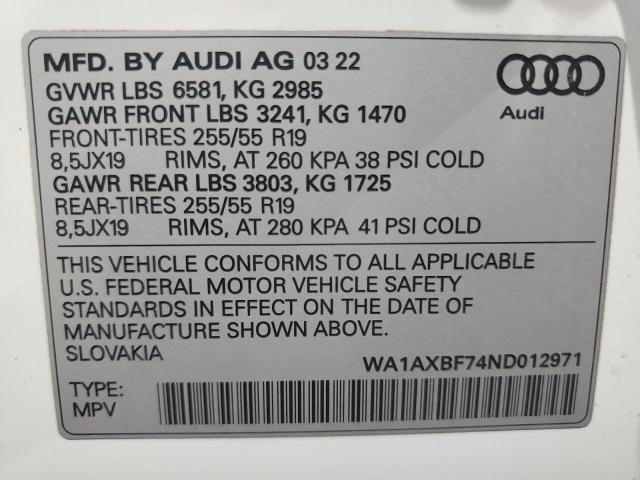 MFD. BY AUDI AG 03 22
GVWR LBS 6581, KG 2985
GAWR FRONT LBS 3241, KG 1470
FRONT-TIRES 255/55 R19
8,5JX19 RIMS, AT 260 KPA 38 PSI COLD
GAWR REAR LBS 3803, KG 1725
REAR-TIRES 255/55 R19
8,5JX19 RIMS, AT 280 KPA 41 PSI COLD
Audi
THIS VEHICLE CONFORMS TO ALL APPLICABLE
U.S. FEDERAL MOTOR VEHICLE SAFETY
STANDARDS IN EFFECT ON THE DATE OF
MANUFACTURE SHOWN ABOVE.
SLOVAKIA
WA1AXBF74ND012971
TYPE:
MPV